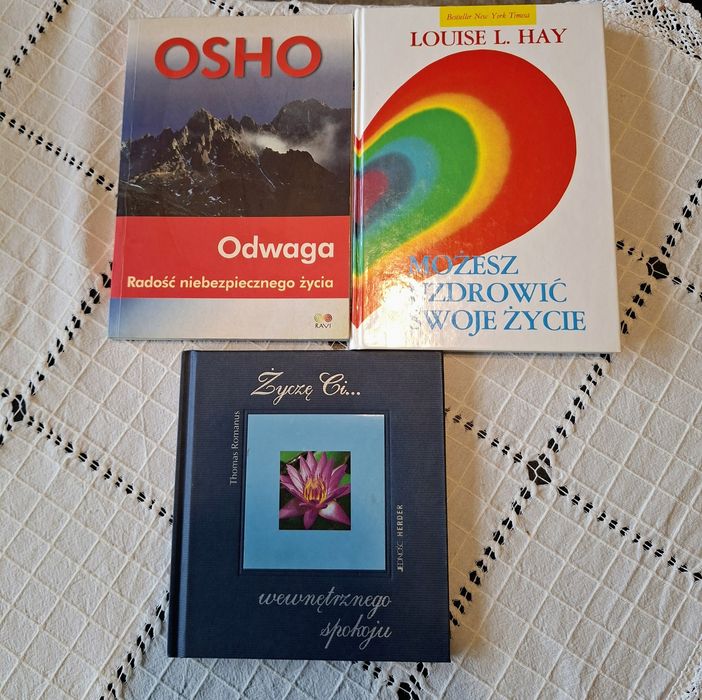 OSHO
Odwaga
Radość niebezpiecznego życia
RAVI
Bestseller New York Timesa
LOUISE L. HAY
MOŻESZ
UZDROWIĆ
SWOJE ŻYCIE
Życzę Ci...
Thomas Romanus
JEDNOŚĆ HERDER
wewnętrznego
spokoju